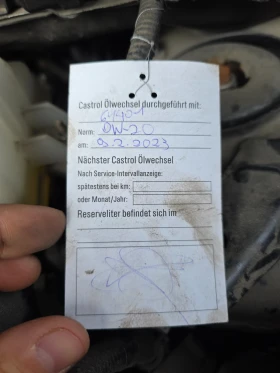 Castrol Ölwechsel durchgeführt mit:
Norm 0W-20
am: 9.2.2023
Nächster Castrol Ölwechsel
Nach Service-Intervallanzeige:
spätestens bei km:
oder Monat/Jahr:
Reserveliter befindet sich im